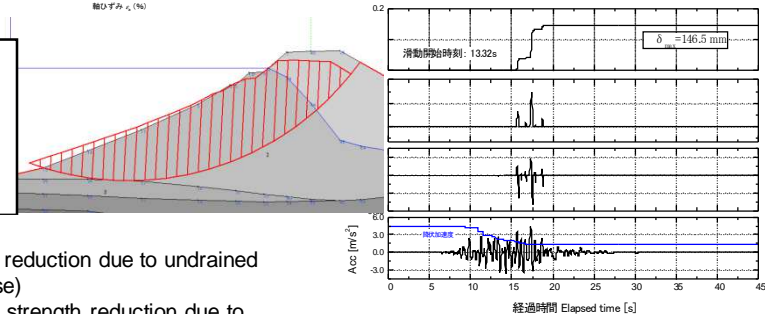 軸ひずみ εₐ (%)
0.2
滑動開始時刻: 13.32s
δ max =146.5 mm
6.0
3.0
0.0
-3.0
Acc [m/s²]
降伏加速度
0 5 10 15 20 25 30 35 40 45
経過時間 Elapsed time [s]
reduction due to undrained
se)
strength reduction due to